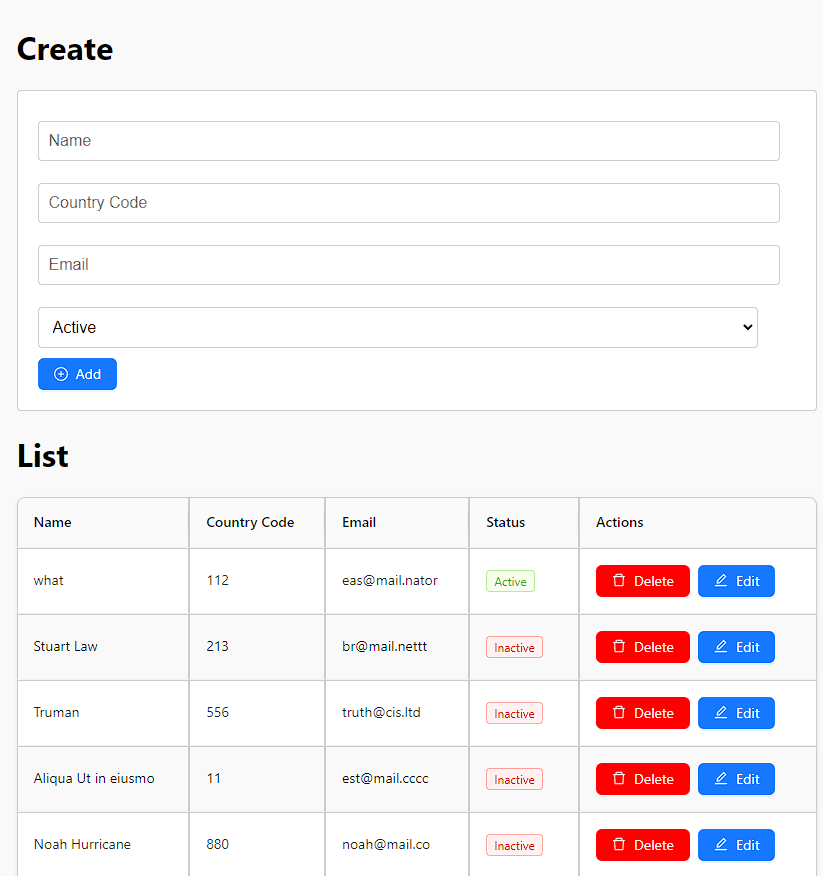 Create
Name
Country Code
Email
Active
Add
List
Name Country Code Email Status Actions
what 112 eas@mail.nator Active Delete Edit
Stuart Law 213 br@mail.nettt Inactive Delete Edit
Truman 556 truth@cis.ltd Inactive Delete Edit
Aliqua Ut in eiusmo 11 est@mail.cccc Inactive Delete Edit
Noah Hurricane 880 noah@mail.co Inactive Delete Edit